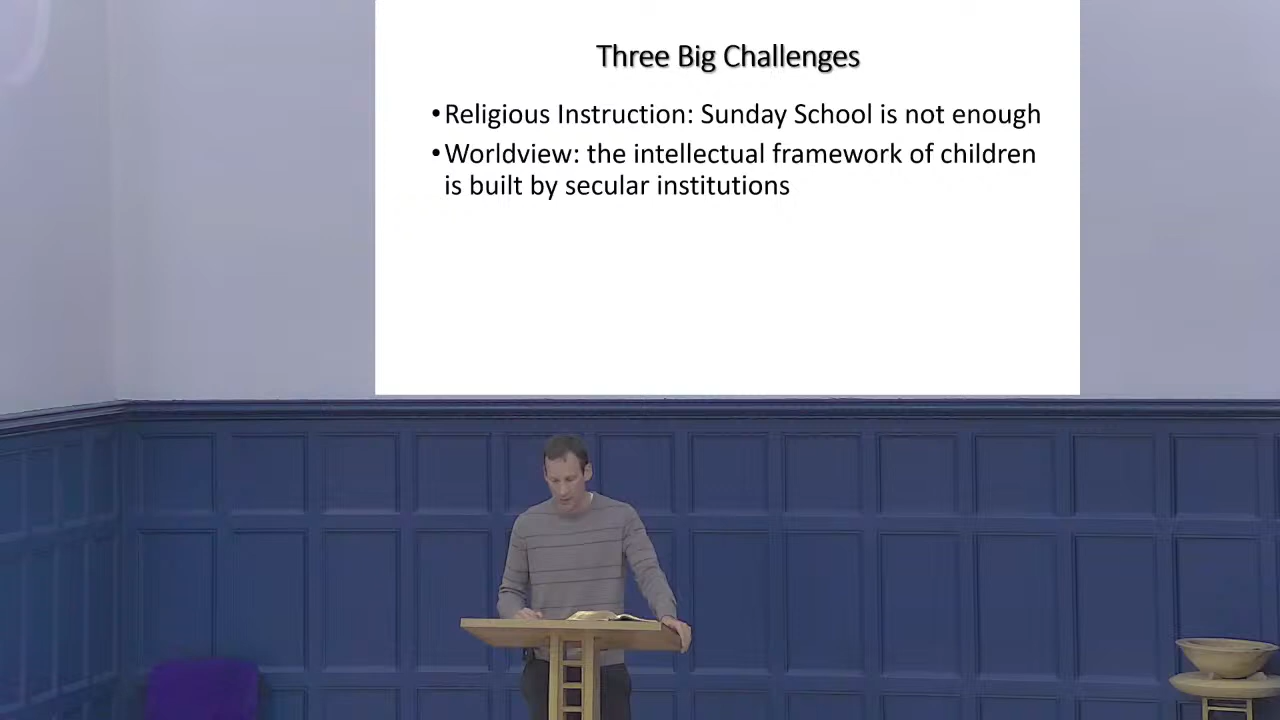 Three Big Challenges
•Religious Instruction: Sunday School is not enough
•Worldview: the intellectual framework of children
is built by secular institutions